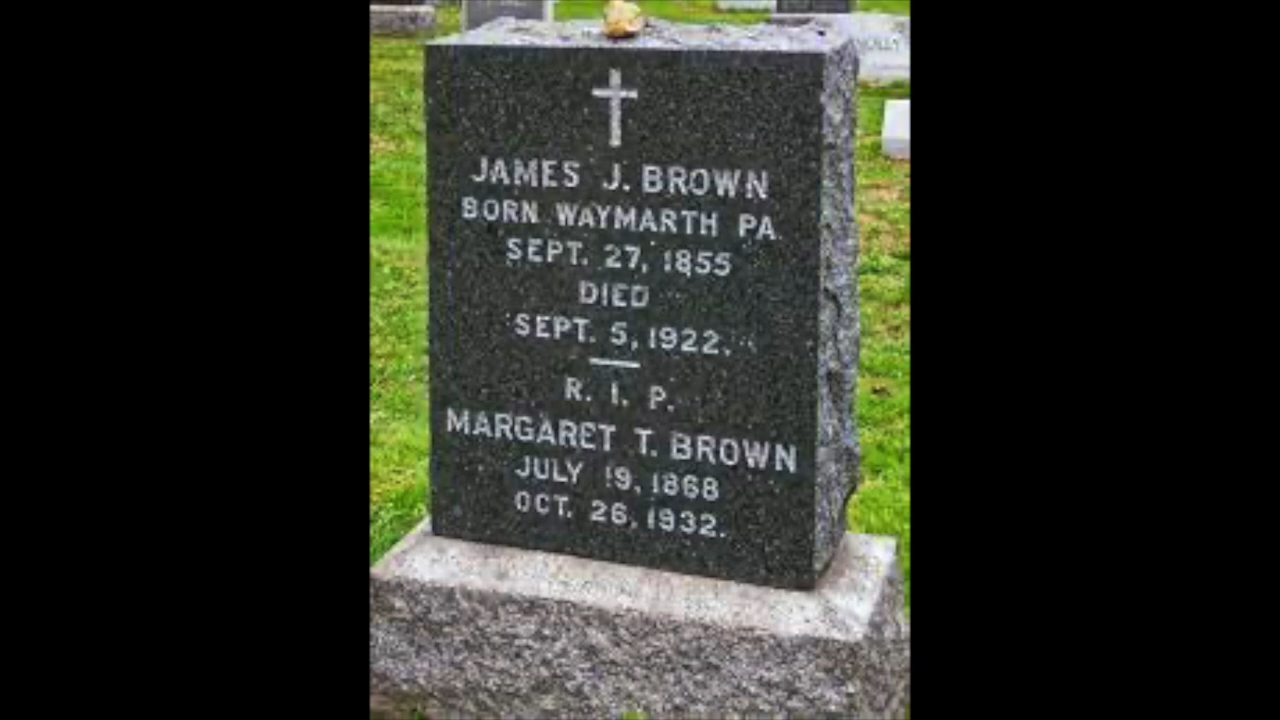 JAMES J. BROWN
BORN WAYMARTH PA.
SEPT. 27, 1855
DIED
SEPT. 5, 1922.
R. I. P.
MARGARET T. BROWN
JULY 19, 1868
OCT. 26, 1932.